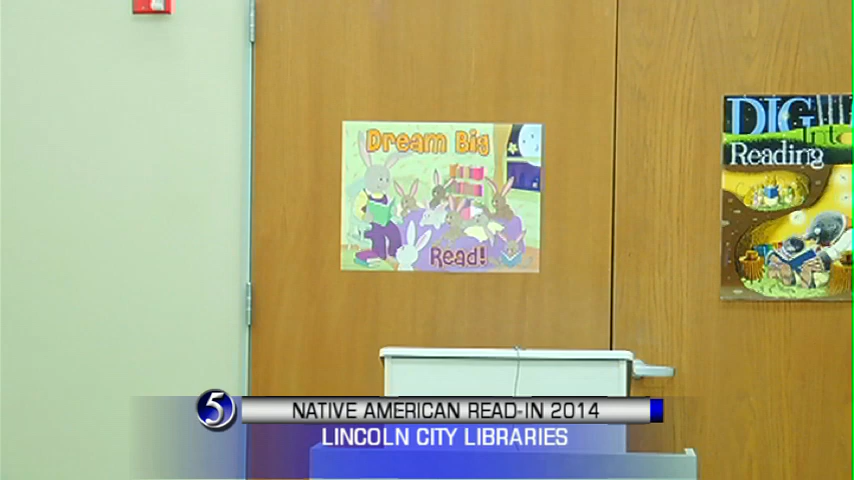 Dream Big
Read!
DIG
Into
Reading
5
NATIVE AMERICAN READ-IN 2014
LINCOLN CITY LIBRARIES